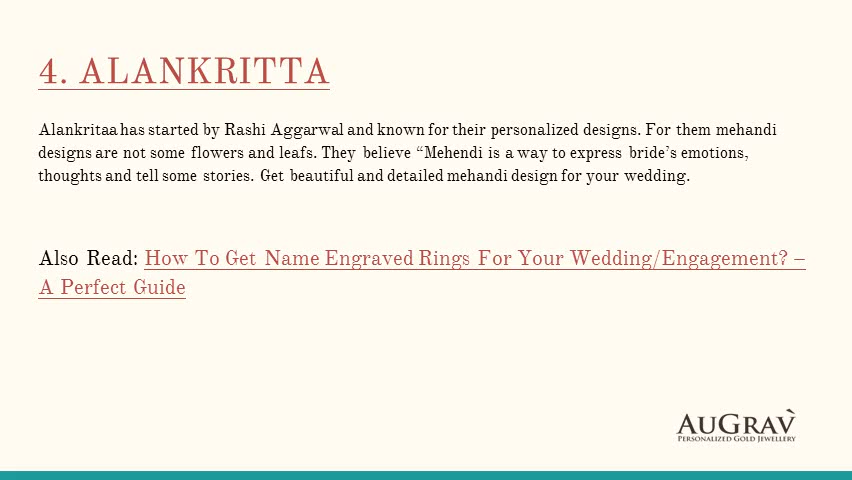 4. ALANKRITTA
Alankritaa has started by Rashi Aggarwal and known for their personalized designs. For them mehandi
designs are not some flowers and leafs. They believe “Mehendi is a way to express bride’s emotions,
thoughts and tell some stories. Get beautiful and detailed mehandi design for your wedding.
Also Read: How To Get Name Engraved Rings For Your Wedding/Engagement? –
A Perfect Guide
AUGRAV
PERSONALIZED GOLD JEWELLERY